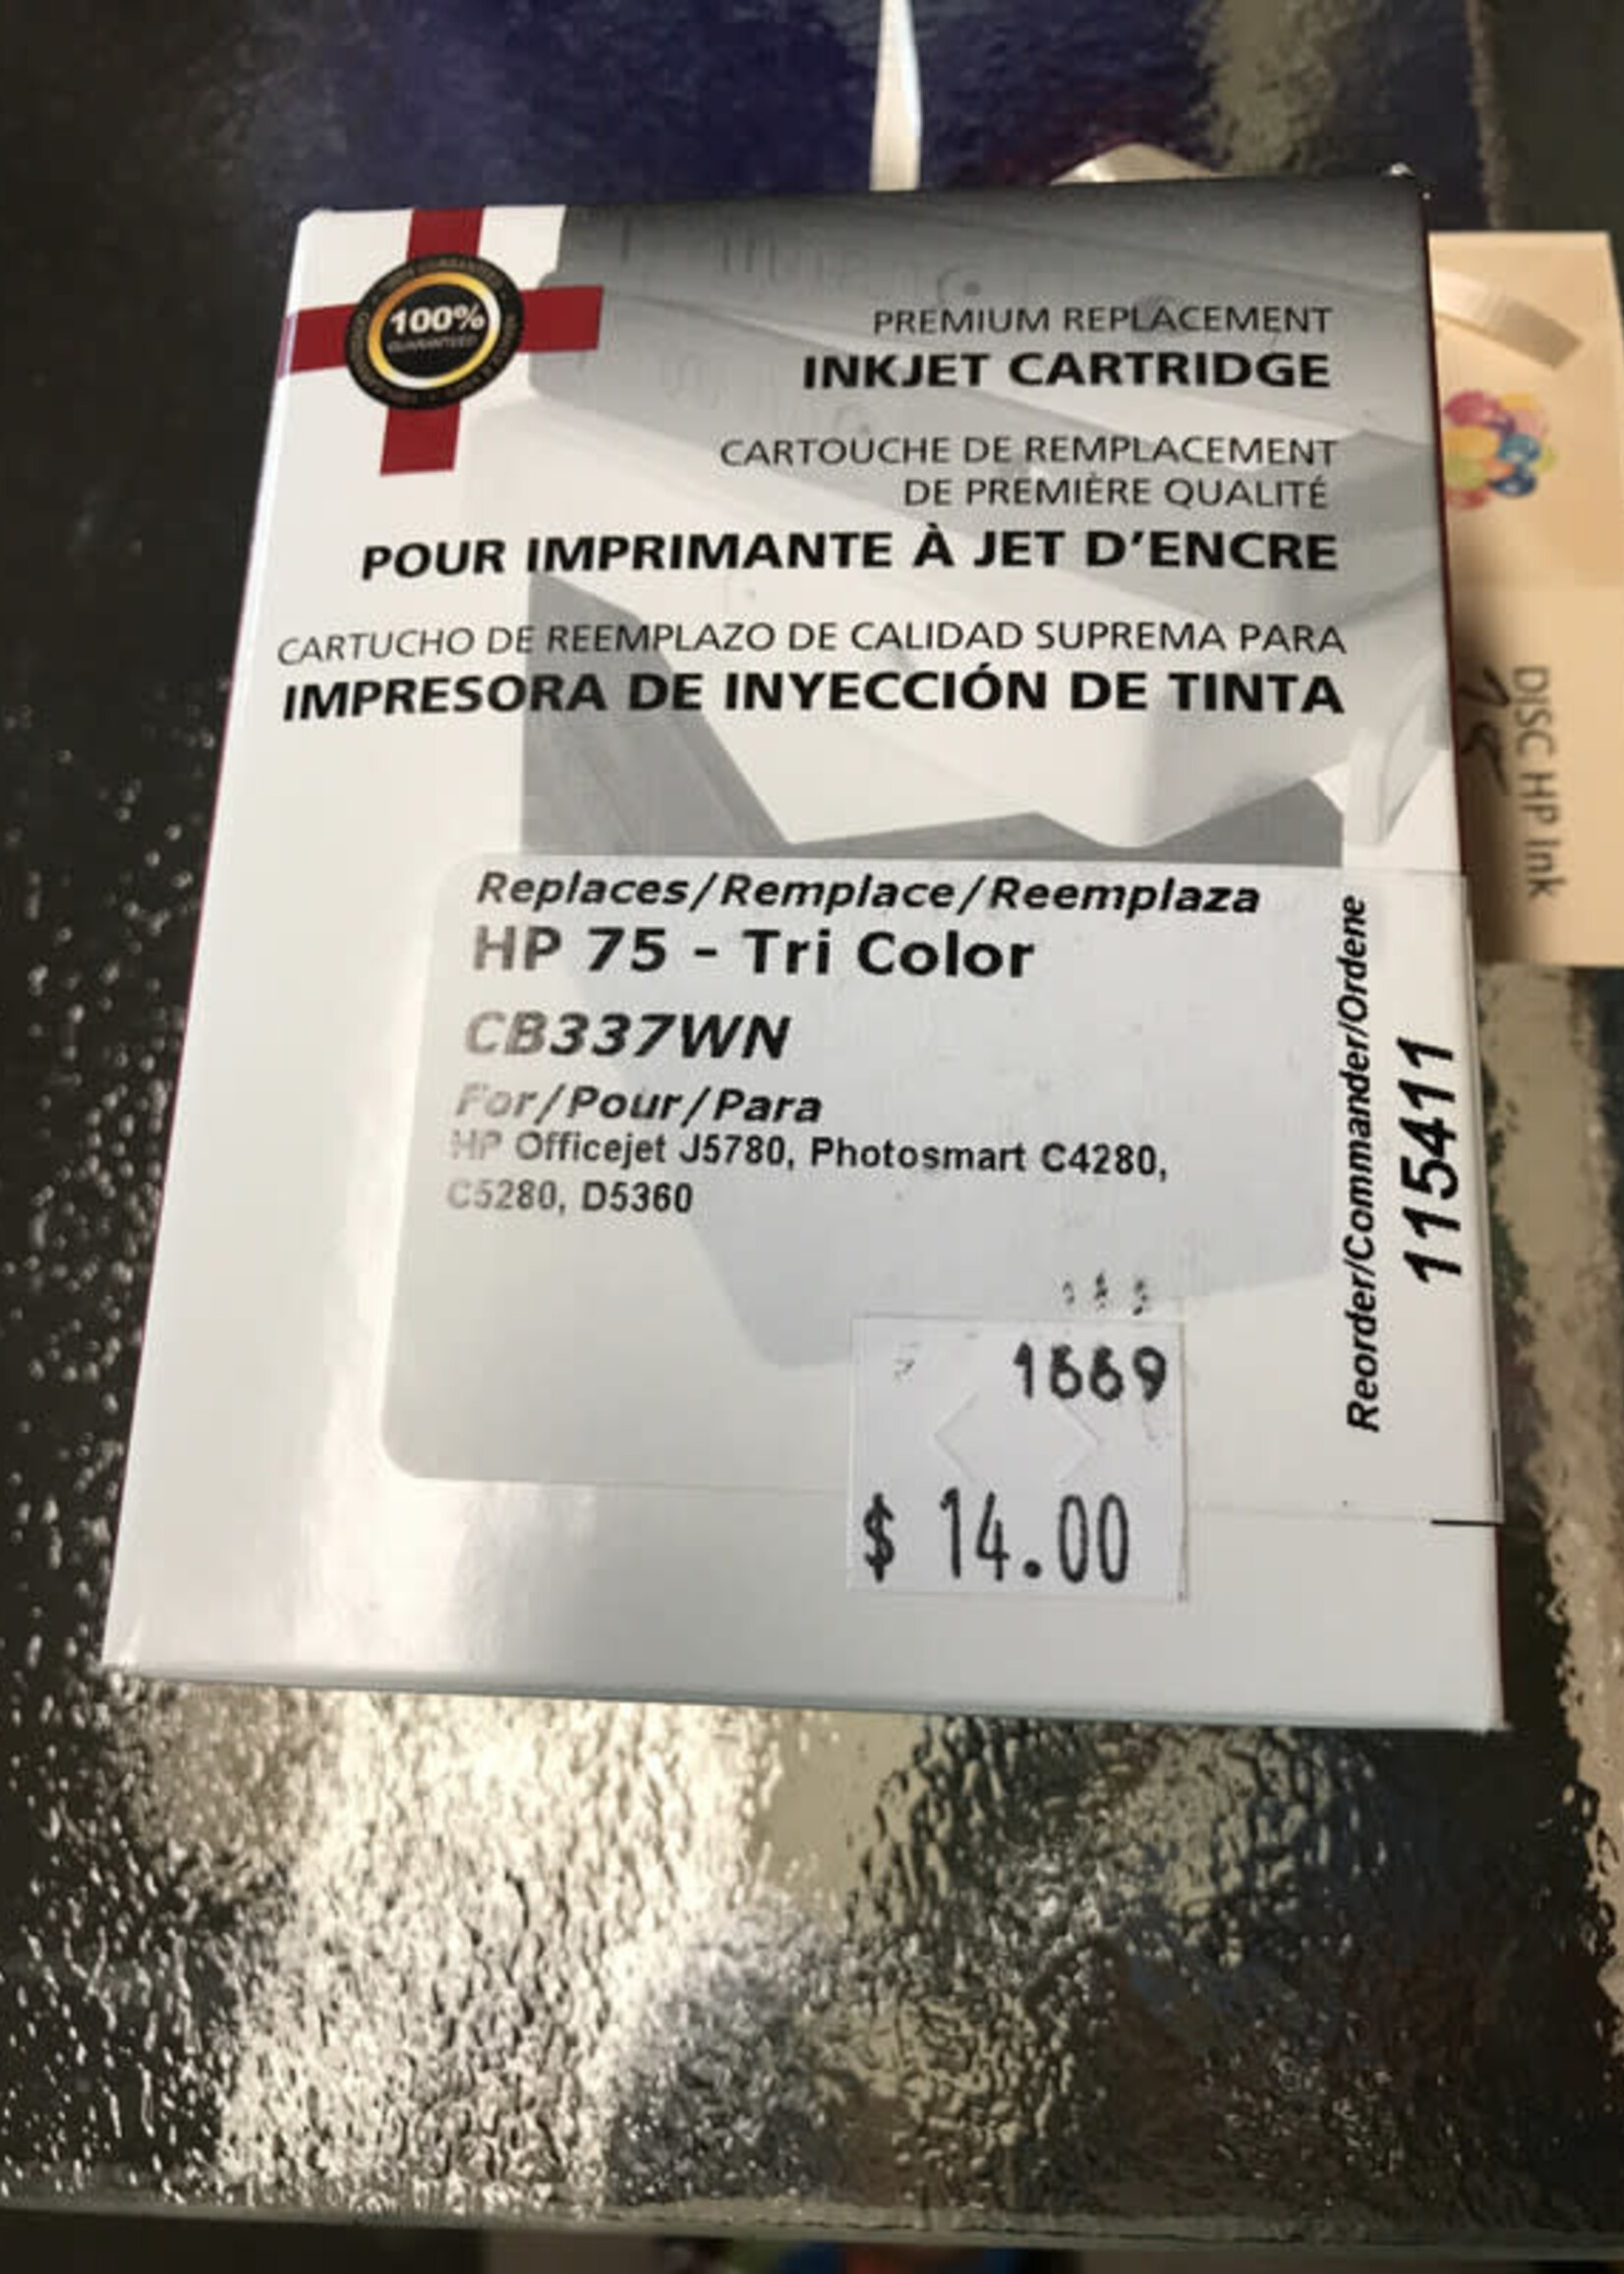 100%
GUARANTEED
PREMIUM REPLACEMENT
INKJET CARTRIDGE
CARTOUCHE DE REMPLACEMENT
DE PREMIÈRE QUALITÉ
POUR IMPRIMANTE À JET D'ENCRE
CARTUCHO DE REEMPLAZO DE CALIDAD SUPREMA PARA
IMPRESORA DE INYECCIÓN DE TINTA
Replaces/Remplace/Reemplaza
HP 75 - Tri Color
CB337WN
For/Pour/Para
HP Officejet J5780, Photosmart C4280,
C5280, D5360
Reorder/Commander/Ordene
115411
1669
$ 14.00
DISC HP Ink
75